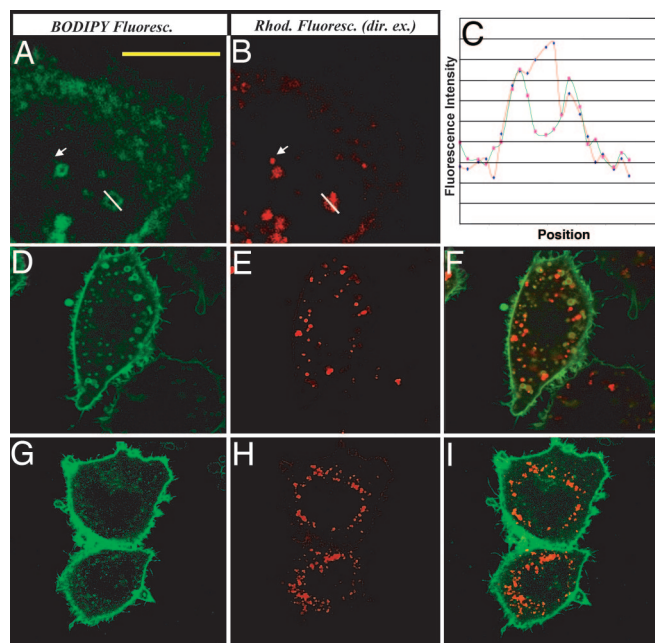 BODIPY Fluoresc.
Rhod. Fluoresc. (dir. ex.)
A
B
C
Fluorescence Intensity
Position
D
E
F
G
H
I